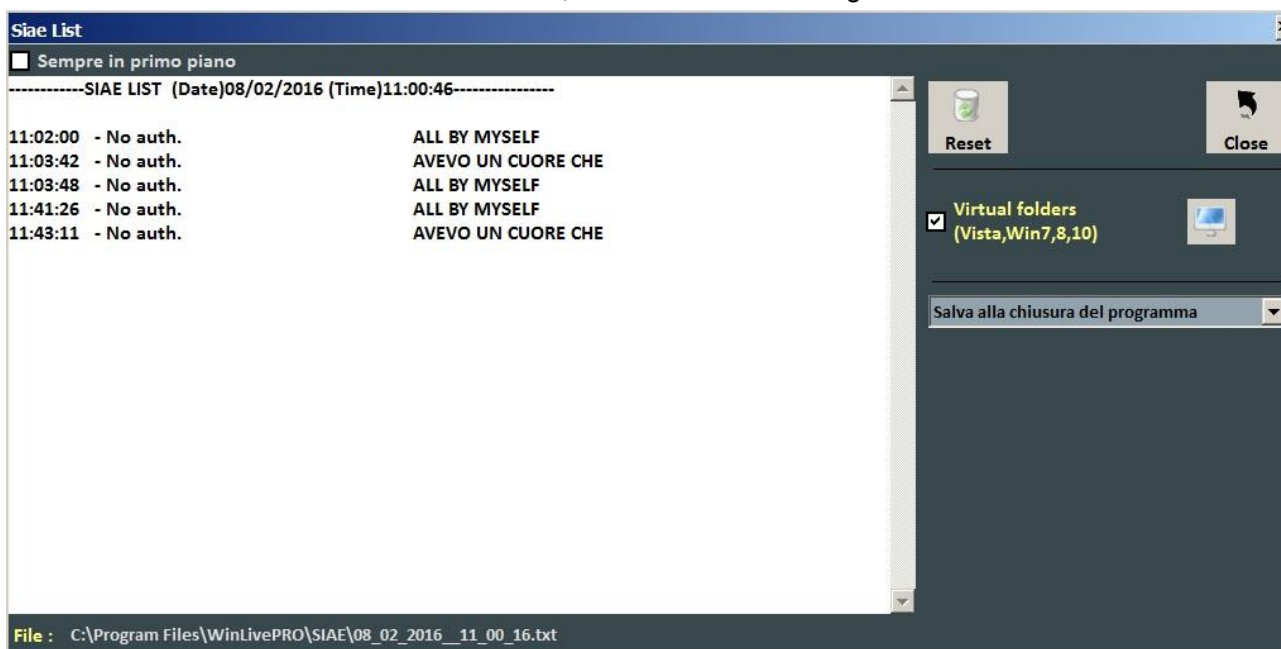 Siae List
Sempre in primo piano
------------SIAE LIST (Date)08/02/2016 (Time)11:00:46----------------
11:02:00 - No auth. ALL BY MYSELF
11:03:42 - No auth. AVEVO UN CUORE CHE
11:03:48 - No auth. ALL BY MYSELF
11:41:26 - No auth. ALL BY MYSELF
11:43:11 - No auth. AVEVO UN CUORE CHE
Reset
Close
Virtual folders
(Vista,Win7,8,10)
Salva alla chiusura del programma
File : C:\Program Files\WinLivePRO\SIAE\08_02_2016__11_00_16.txt